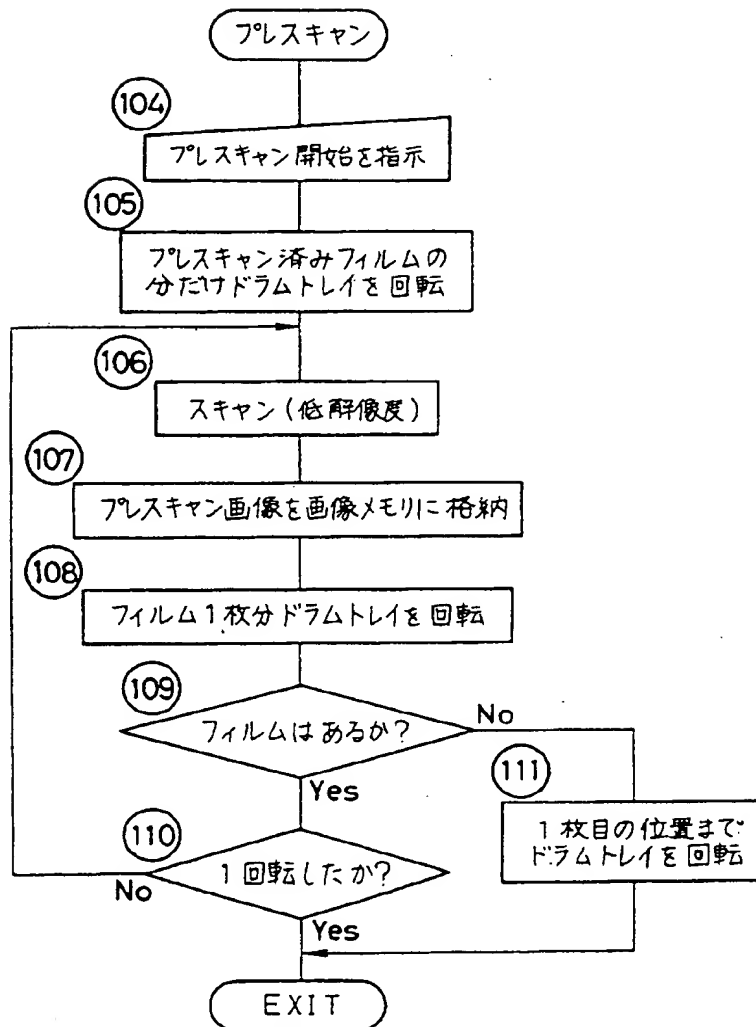 プレスキャン
104
プレスキャン開始を指示
105
プレスキャン済みフィルムの
分だけドラムトレイを回転
106
スキャン(低解像度)
107
プレスキャン画像を画像メモリに格納
108
フィルム1枚分ドラムトレイを回転
109
フィルムはあるか?
No
Yes
111
1枚目の位置まで
ドラムトレイを回転
110
1回転したか?
No
Yes
EXIT